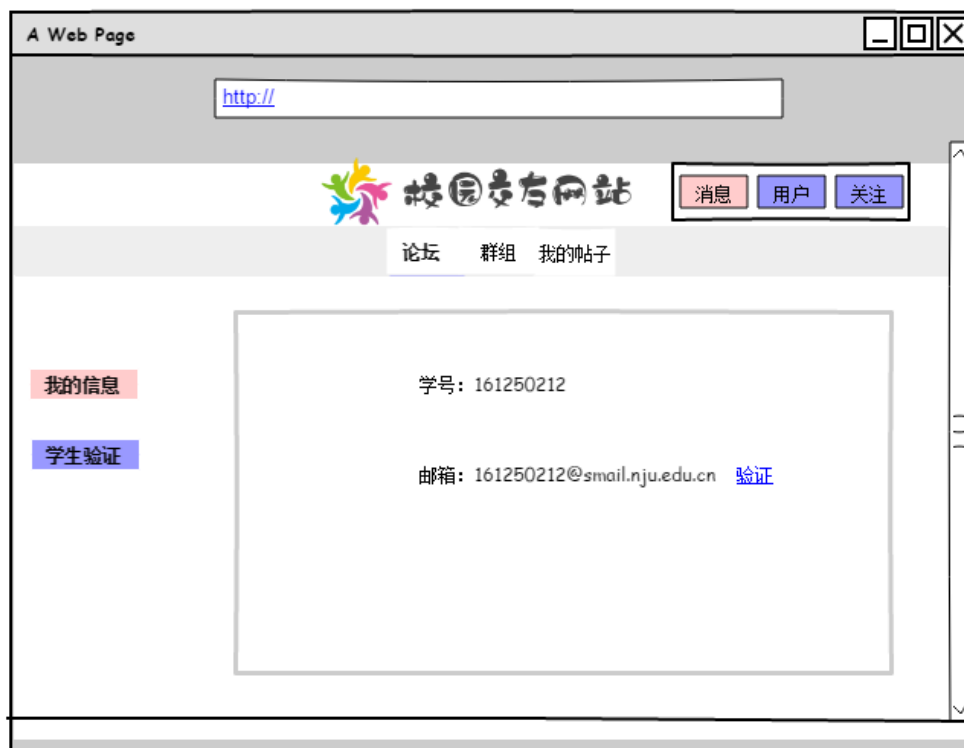 A Web Page
http://
校园交友网站
消息 用户 关注
论坛 群组 我的帖子
我的信息
学号：161250212
学生验证
邮箱：161250212@smail.nju.edu.cn 验证